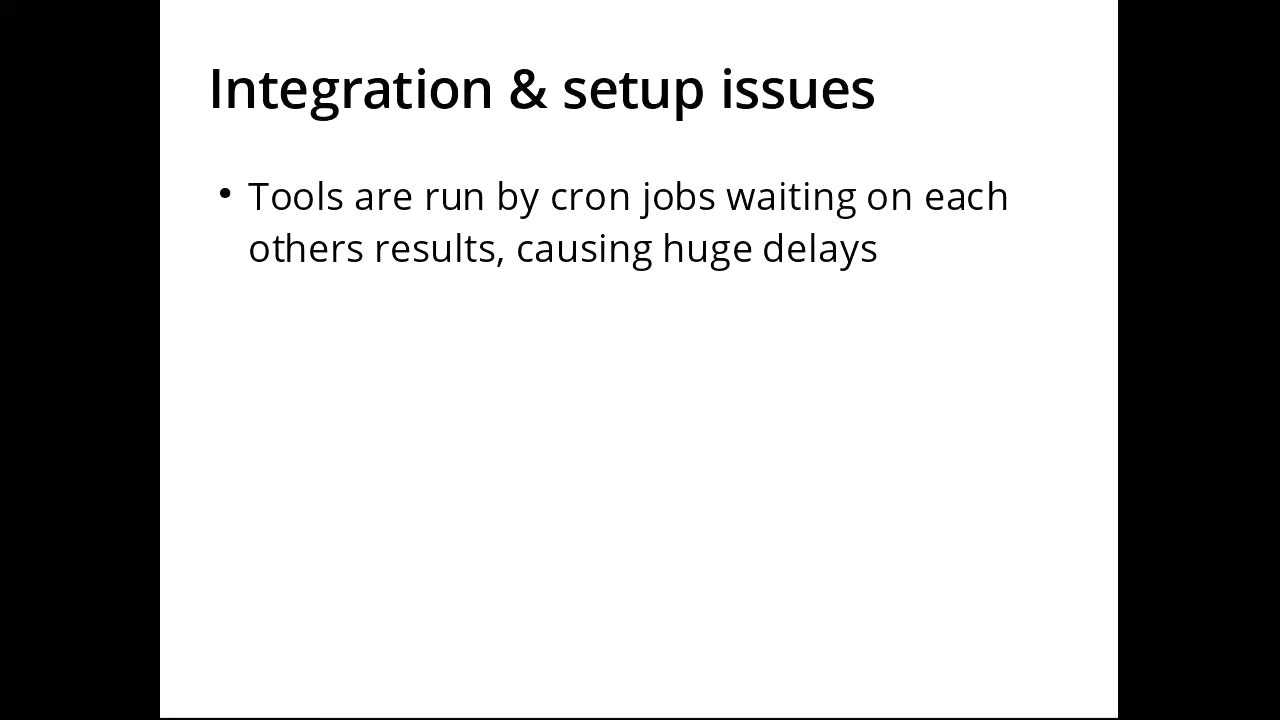 Integration & setup issues
• Tools are run by cron jobs waiting on each
others results, causing huge delays